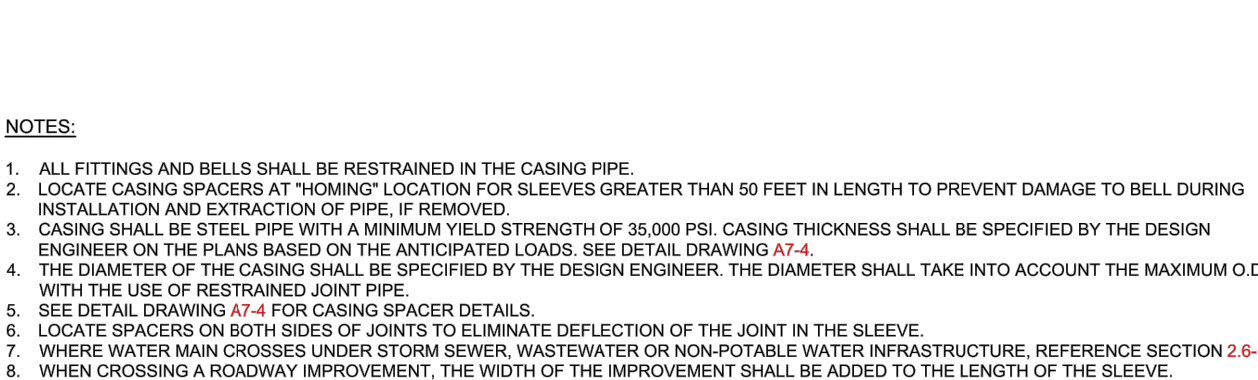 NOTES:
1. ALL FITTINGS AND BELLS SHALL BE RESTRAINED IN THE CASING PIPE.
2. LOCATE CASING SPACERS AT "HOMING" LOCATION FOR SLEEVES GREATER THAN 50 FEET IN LENGTH TO PREVENT DAMAGE TO BELL DURING
INSTALLATION AND EXTRACTION OF PIPE, IF REMOVED.
3. CASING SHALL BE STEEL PIPE WITH A MINIMUM YIELD STRENGTH OF 35,000 PSI. CASING THICKNESS SHALL BE SPECIFIED BY THE DESIGN
ENGINEER ON THE PLANS BASED ON THE ANTICIPATED LOADS. SEE DETAIL DRAWING A7-4.
4. THE DIAMETER OF THE CASING SHALL BE SPECIFIED BY THE DESIGN ENGINEER. THE DIAMETER SHALL TAKE INTO ACCOUNT THE MAXIMUM O.D
WITH THE USE OF RESTRAINED JOINT PIPE.
5. SEE DETAIL DRAWING A7-4 FOR CASING SPACER DETAILS.
6. LOCATE SPACERS ON BOTH SIDES OF JOINTS TO ELIMINATE DEFLECTION OF THE JOINT IN THE SLEEVE.
7. WHERE WATER MAIN CROSSES UNDER STORM SEWER, WASTEWATER OR NON-POTABLE WATER INFRASTRUCTURE, REFERENCE SECTION 2.6-
8. WHEN CROSSING A ROADWAY IMPROVEMENT, THE WIDTH OF THE IMPROVEMENT SHALL BE ADDED TO THE LENGTH OF THE SLEEVE.